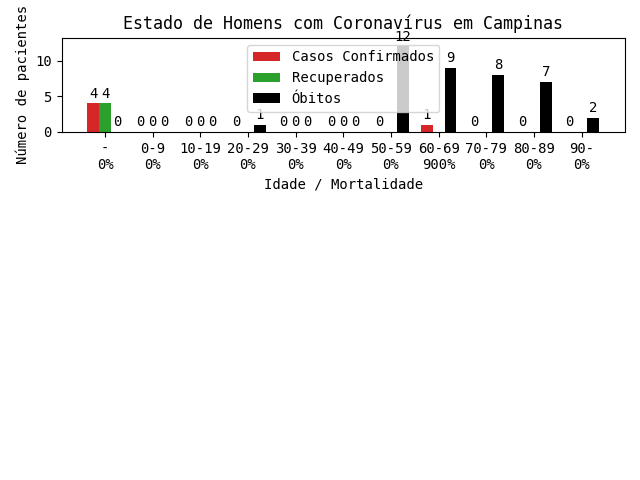 Estado de Homens com Coronavírus em Campinas
Número de pacientes
10
5
0
Casos Confirmados
Recuperados
Óbitos
4 4 0 0 0 0 0 0 0 0 1 0 0 0 0 0 0 0 12 1 9 0 8 0 7 0 2
- 0-9 10-19 20-29 30-39 40-49 50-59 60-69 70-79 80-89 90-
0% 0% 0% 0% 0% 0% 0% 900% 0% 0% 0%
Idade / Mortalidade